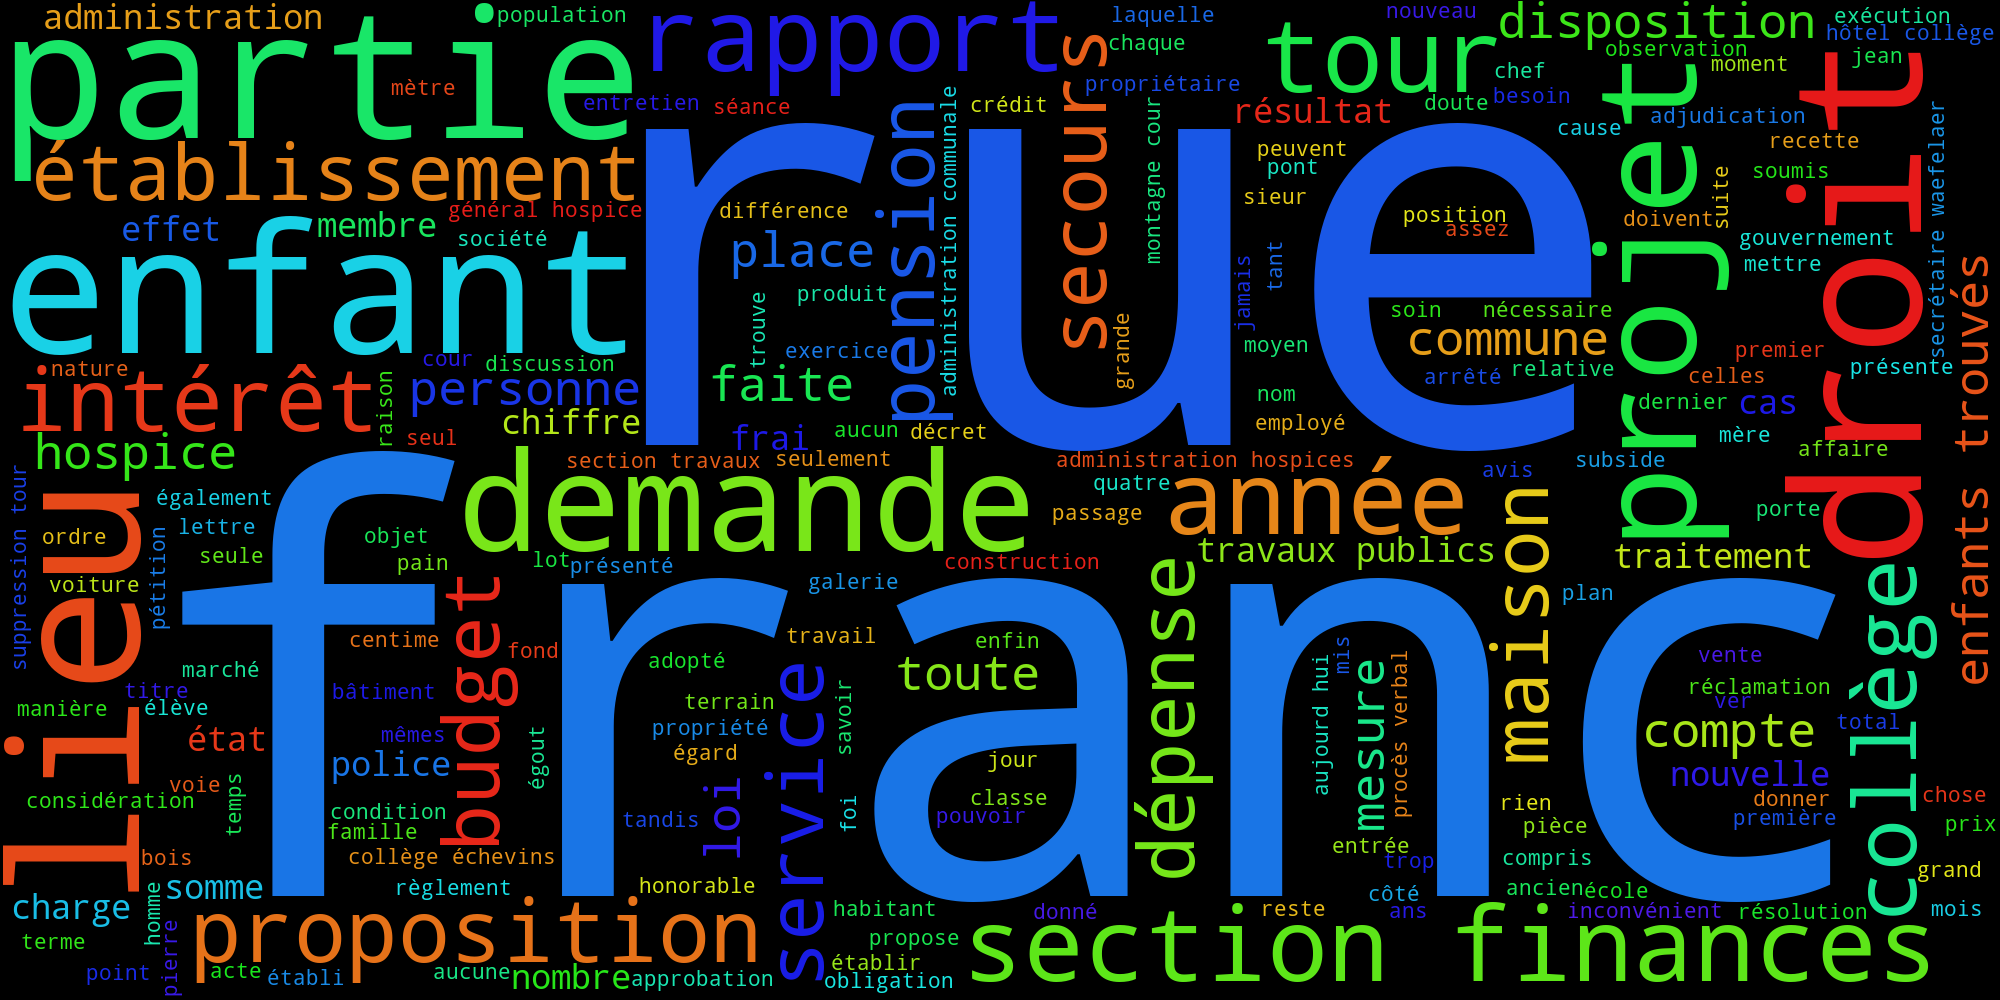 administration
population
partie
mètre
rapport
entretien
séance
secours
laquelle
chaque
propriétaire
crédit
nouveau
tour
disposition
exécution
hôtel collège
jean
observation
moment
chef
besoin
doute
résultat
cause
adjudication
recette
établissement
rue
pension
administration communale
montagne cour
peuvent
pont
sieur
projet
droit
soumis
suite
secrétaire waefelaer
effet
membre
général hospice
société
différence
place
position
assez
doivent
gouvernement
mettre
enfant
trouve
produit
exercice
grande
jamais
tant
soin
nécessaire
commune
moyen
arrêté
relative
premier
présente
celles
enfants trouvés
nature
intérêt
raison
cour
discussion
personne
faite
nom
dernier
cas
mère
chiffre
seul
frai
aucun
décret
employé
affaire
hospice
section travaux
seulement
administration hospices
quatre
avis
subside
suppression tour
lieu
également
lettre
ordre
seule
pétition
voiture
franc
demande
année
passage
porte
objet
pain
lot
présenté
galerie
construction
travaux publics
maison
traitement
plan
collège
budget
centime
fond
travail
enfin
dépense
marché
titre
manière
élève
bâtiment
adopté
terrain
toute
savoir
service
aujourd hui
mis
mesure
procès verbal
vente
réclamation
ver
total
compte
état
mêmes
propriété
égard
police
égout
jour
nouvelle
voie
considération
temps
condition
famille
tandis
loi
foi
classe
pouvoir
rien
pièce
donner
première
chose
prix
bois
collège échevins
entrée
trop
compris
grand
somme
règlement
honorable
côté
ancien
école
charge
homme
proposition
habitant
donné
reste
ans
inconvénient
résolution
mois
terme
pierre
propose
section finances
point
acte
établi
aucune
nombre
approbation
établir
obligation